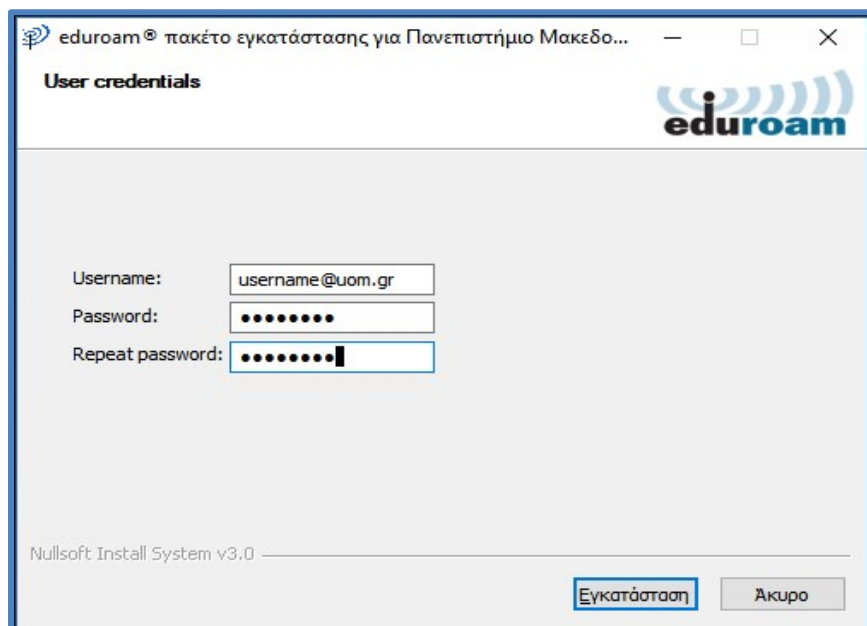 eduroam® πακέτο εγκατάστασης για Πανεπιστήμιο Μακεδο...
User credentials
eduroam
Username: username@uom.gr
Password: ●●●●●●●●
Repeat password: ●●●●●●●●
Nullsoft Install System v3.0
Εγκατάσταση Άκυρο